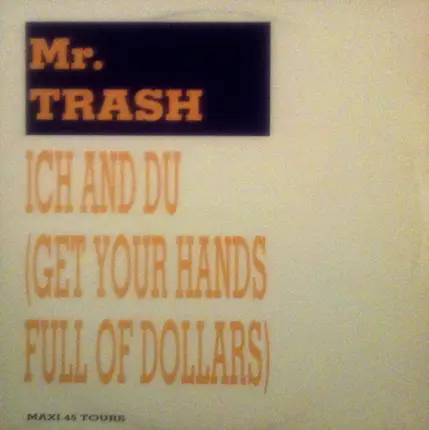 Mr.
TRASH
ICH AND DU
(GET YOUR HANDS
FULL OF DOLLARS)
MAXI 45 TOURS